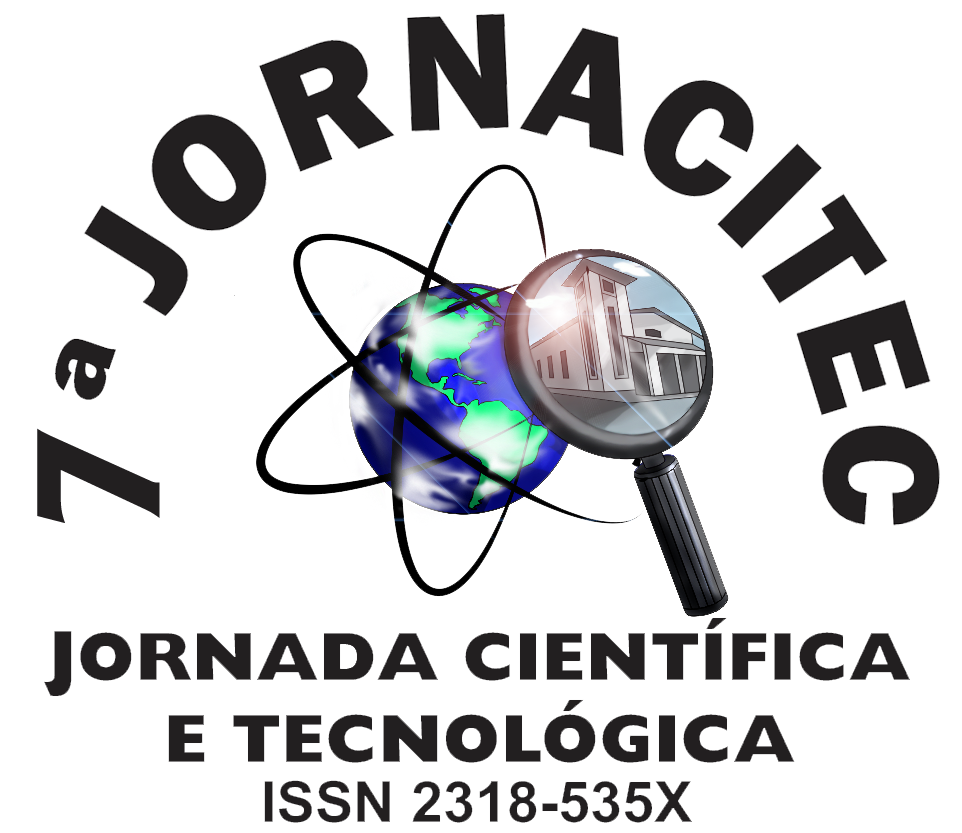 7a JORNACITEC
JORNADA CIENTÍFICA
E TECNOLÓGICA
ISSN 2318-535X